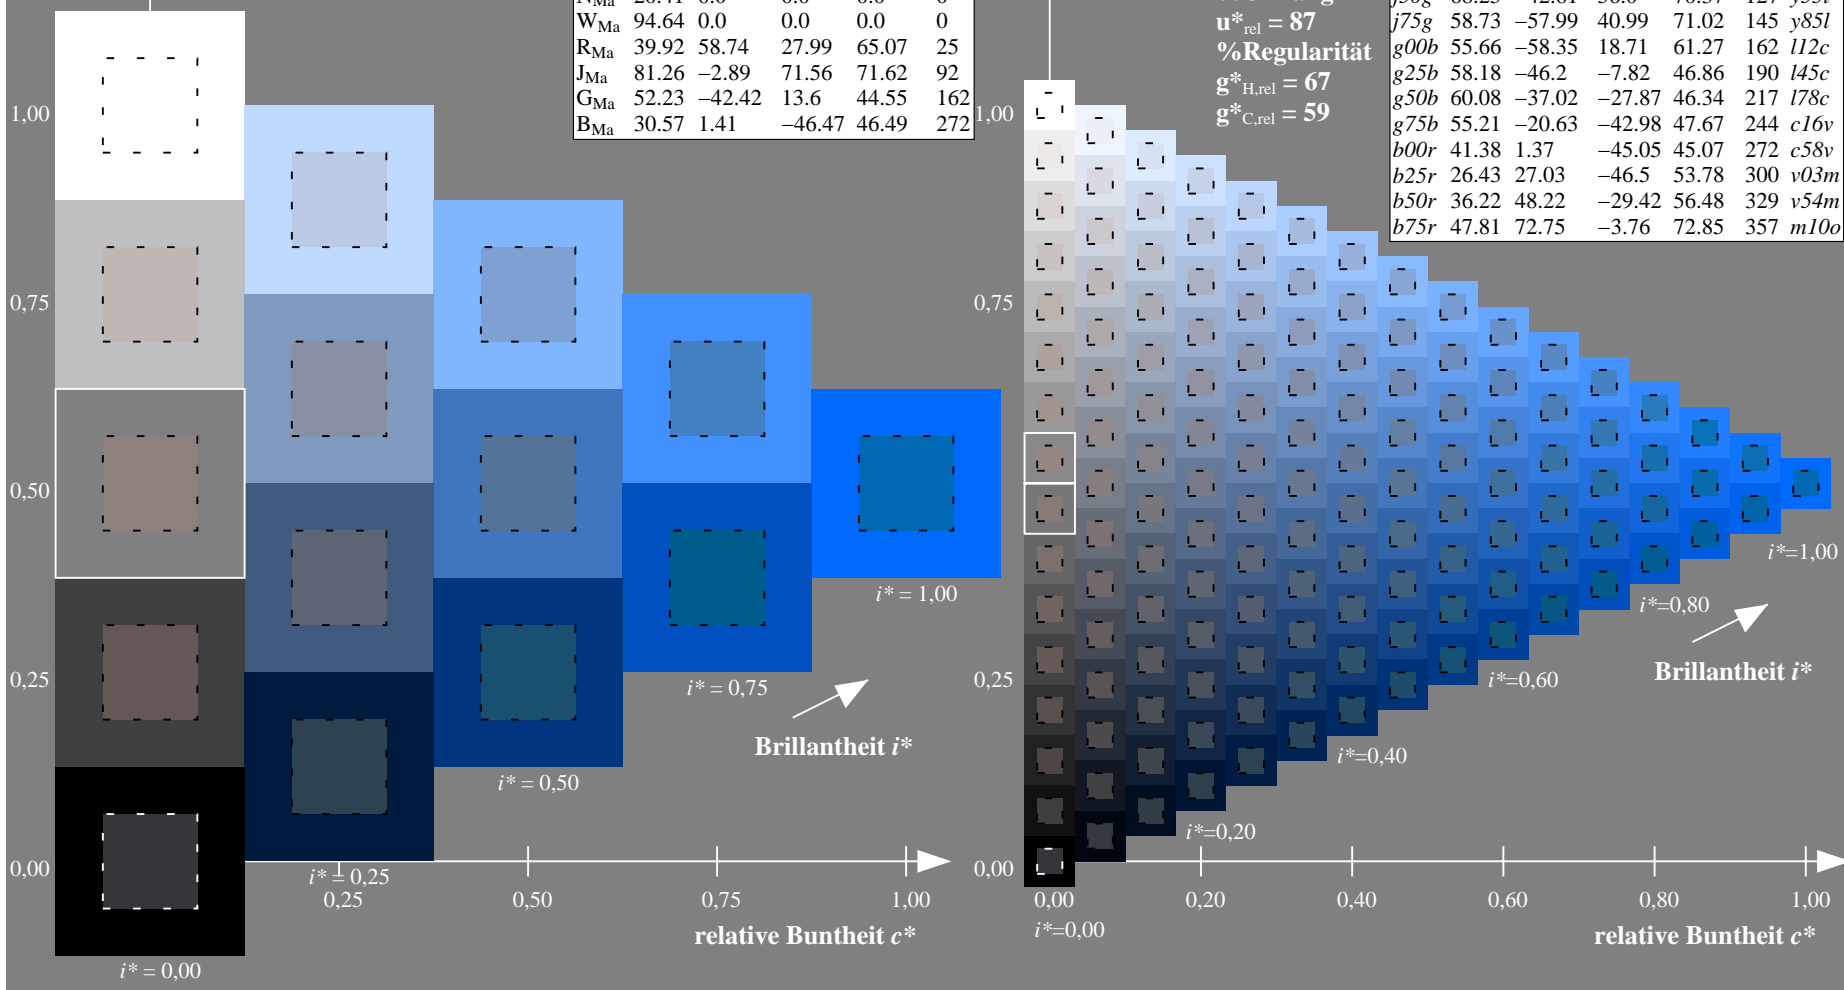 W_Ma 94.64 0.0 0.0 0.0 0
R_Ma 39.92 58.74 27.99 65.07 25
J_Ma 81.26 –2.89 71.56 71.62 92
G_Ma 52.23 –42.42 13.6 44.55 162
B_Ma 30.57 1.41 –46.47 46.49 272
u*rel = 87
%Regularität
g*H,rel = 67
g*C,rel = 59
j75g 58.73 –57.99 40.99 71.02 145 y85l
g00b 55.66 –58.35 18.71 61.27 162 l12c
g25b 58.18 –46.2 –7.82 46.86 190 l45c
g50b 60.08 –37.02 –27.87 46.34 217 l78c
g75b 55.21 –20.63 –42.98 47.67 244 c16v
b00r 41.38 1.37 –45.05 45.07 272 c58v
b25r 26.43 27.03 –46.5 53.78 300 v03m
b50r 36.22 48.22 –29.42 56.48 329 v54m
b75r 47.81 72.75 –3.76 72.85 357 m10o
1,00
0,75
0,50
0,25
0,00
i* = 1,00
i* = 0,75
Brillantheit i*
i* = 0,50
i* = 0,25
0,25 0,50 0,75 1,00
relative Buntheit c*
i* = 0,00
1,00
0,75
0,50
0,25
0,00
i*=1,00
i*=0,80
Brillantheit i*
i*=0,60
i*=0,40
i*=0,20
0,00 0,20 0,40 0,60 0,80 1,00
i*=0,00
relative Buntheit c*